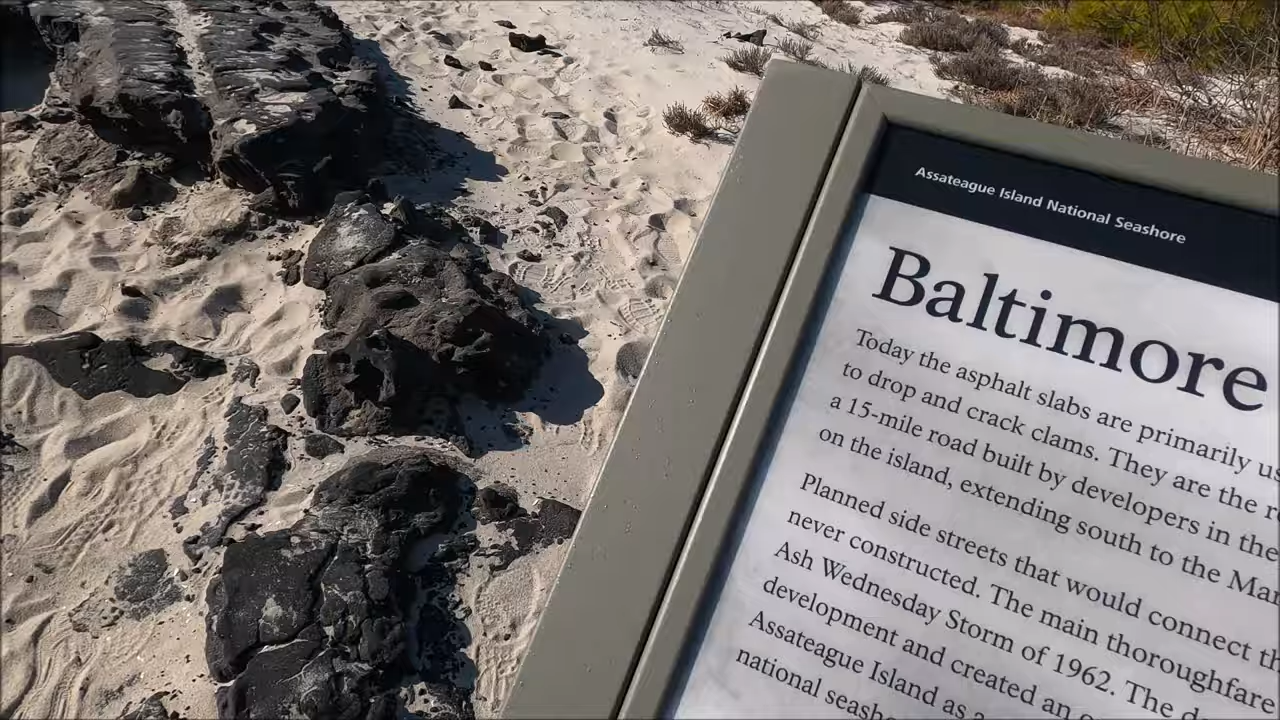 Assateague Island National Seashore
Baltimore
Today the asphalt slabs are primarily
to drop and crack clams. They are the
a 15-mile road built by developers in the
on the island, extending south to the
Planned side streets that would connect
never constructed. The main thoroughfare
Ash Wednesday Storm of 1962. The
development and created an
Assateague Island as
national